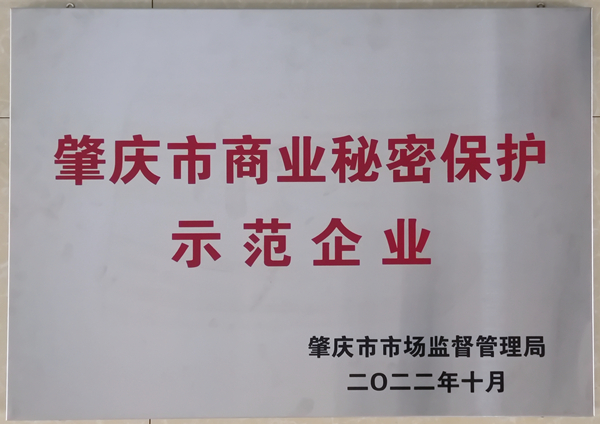 肇庆市商业秘密保护
示范企业
肇庆市市场监督管理局
二〇二二年十月